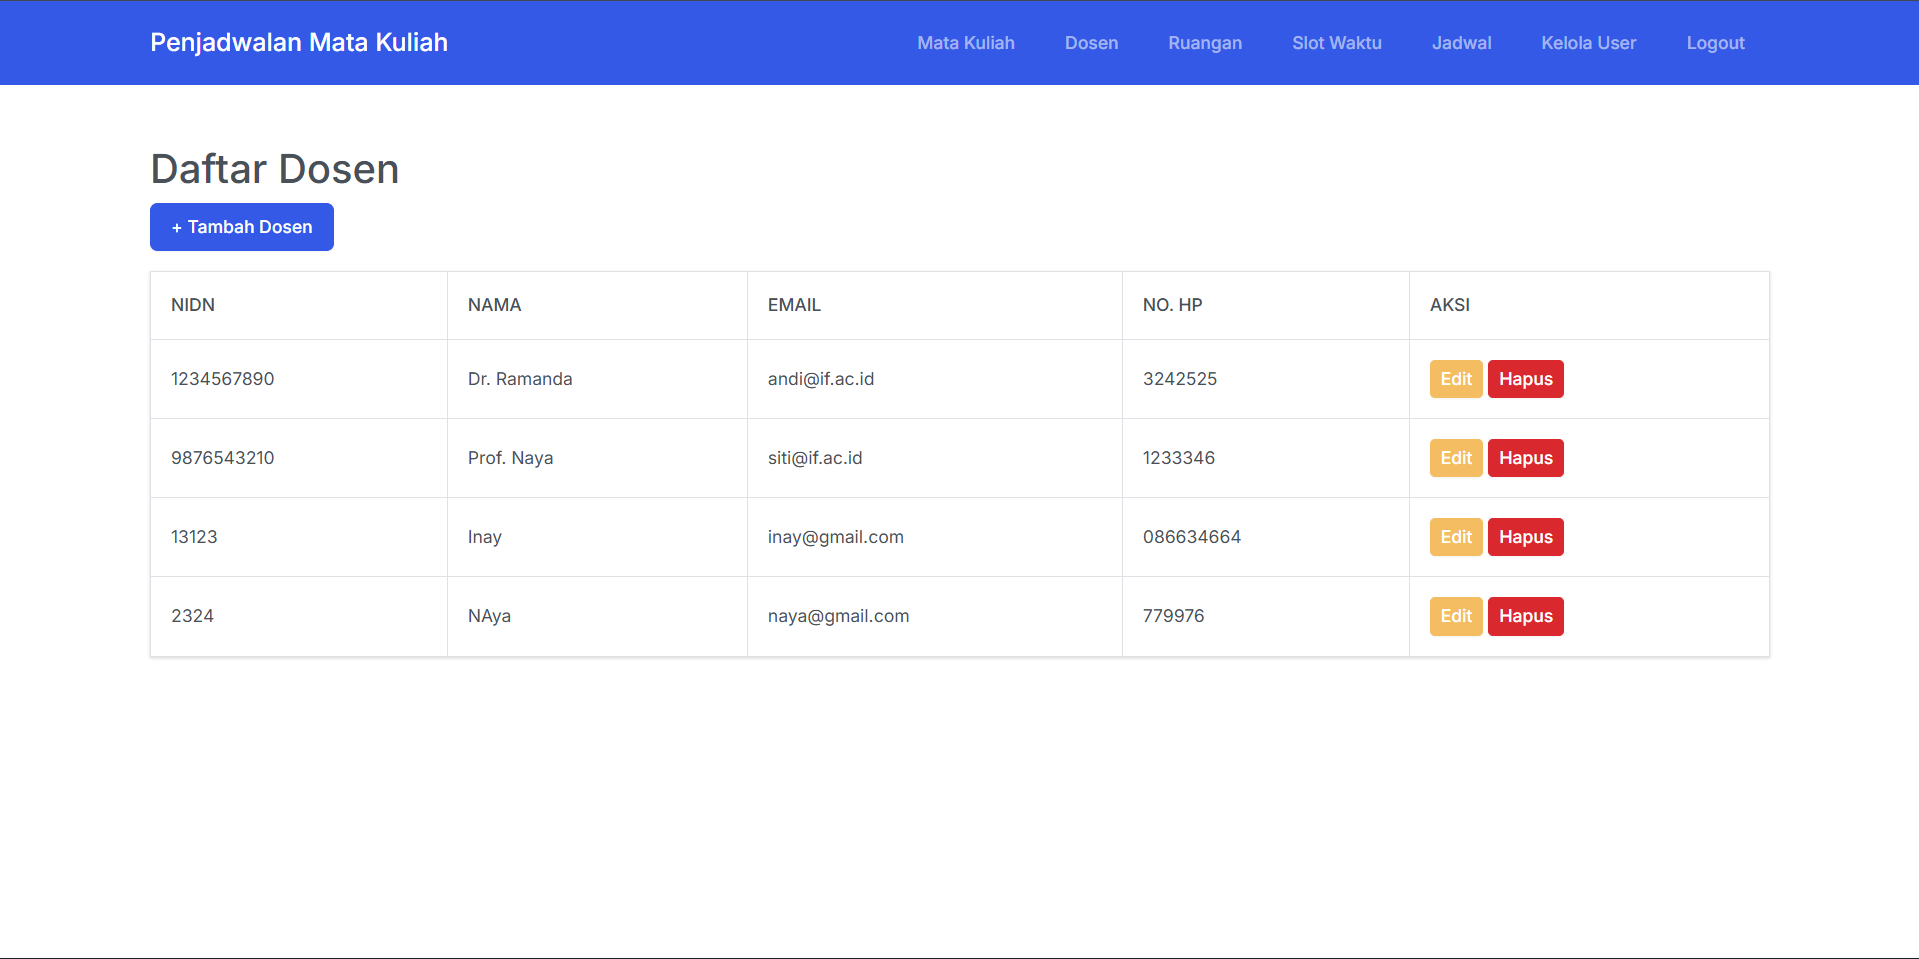 Penjadwalan Mata Kuliah Mata Kuliah Dosen Ruangan Slot Waktu Jadwal Kelola User Logout
Daftar Dosen
+ Tambah Dosen
NIDN NAMA EMAIL NO. HP AKSI
1234567890 Dr. Ramanda andi@if.ac.id 3242525 Edit Hapus
9876543210 Prof. Naya siti@if.ac.id 1233346 Edit Hapus
13123 Inay inay@gmail.com 086634664 Edit Hapus
2324 NAya naya@gmail.com 779976 Edit Hapus